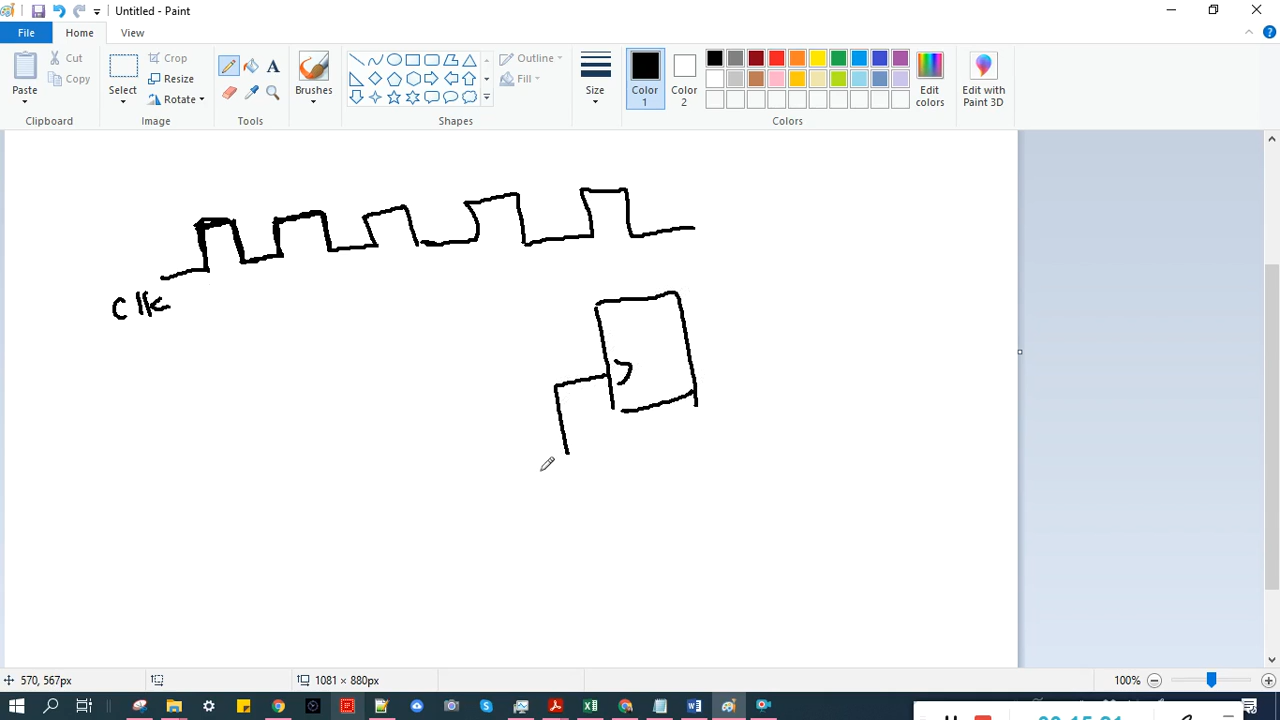 Untitled - Paint
File Home View
Paste
Cut
Copy
Clipboard
Select
Crop
Resize
Rotate
Image
A
Tools
Brushes
Outline
Fill
Shapes
Size
Color 1
Color 2
Edit colors
Edit with Paint 3D
Colors
Clk
570, 567px
1081 × 880px
100%